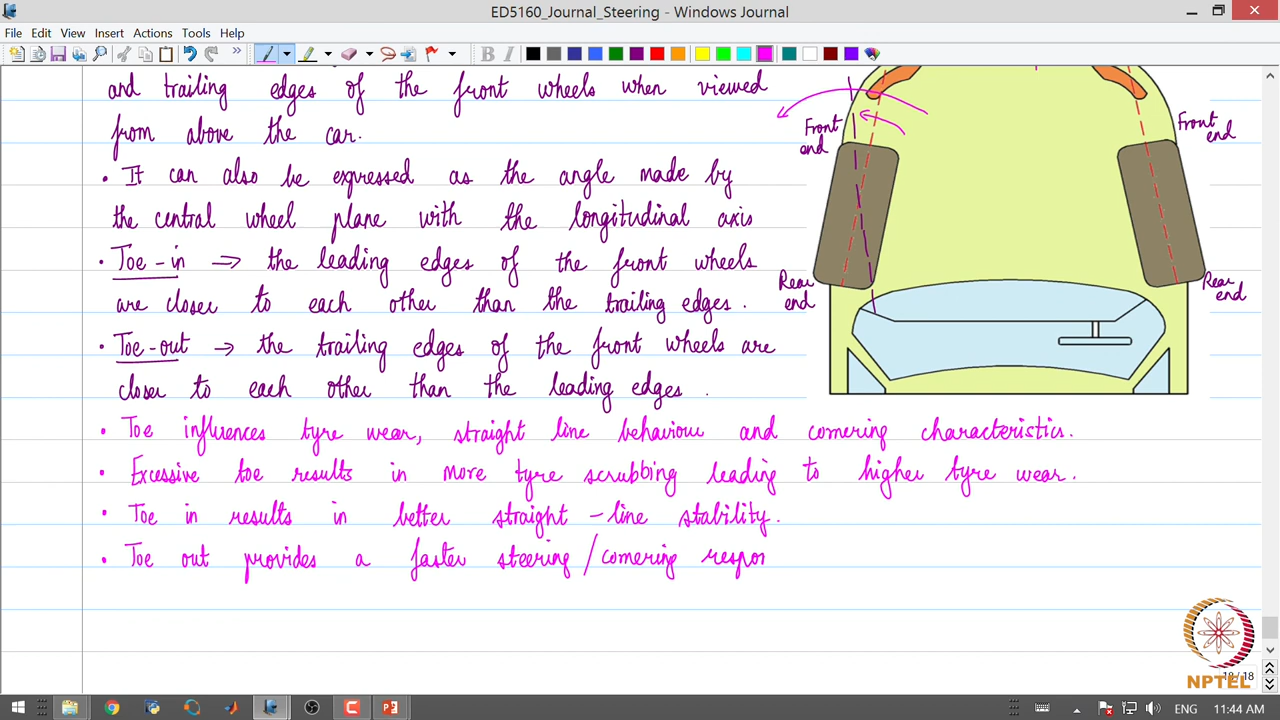 ED5160_Journal_Steering - Windows Journal
File Edit View Insert Actions Tools Help
and trailing edges of the front wheels when viewed
from above the car.
• It can also be expressed as the angle made by
the central wheel plane with the longitudinal axis
• Toe-in ⇒ the leading edges of the front wheels
are closer to each other than the trailing edges.
• Toe-out → the trailing edges of the front wheels are
closer to each other than the leading edges.
• Toe influences tyre wear, straight line behaviour and cornering characteristics.
• Excessive toe results in more tyre scrubbing leading to higher tyre wear.
• Toe in results in better straight-line stability.
• Toe out provides a faster steering/cornering respon
Front end
Front end
Rear end
Rear end
18/18
NPTEL
ENG 11:44 AM